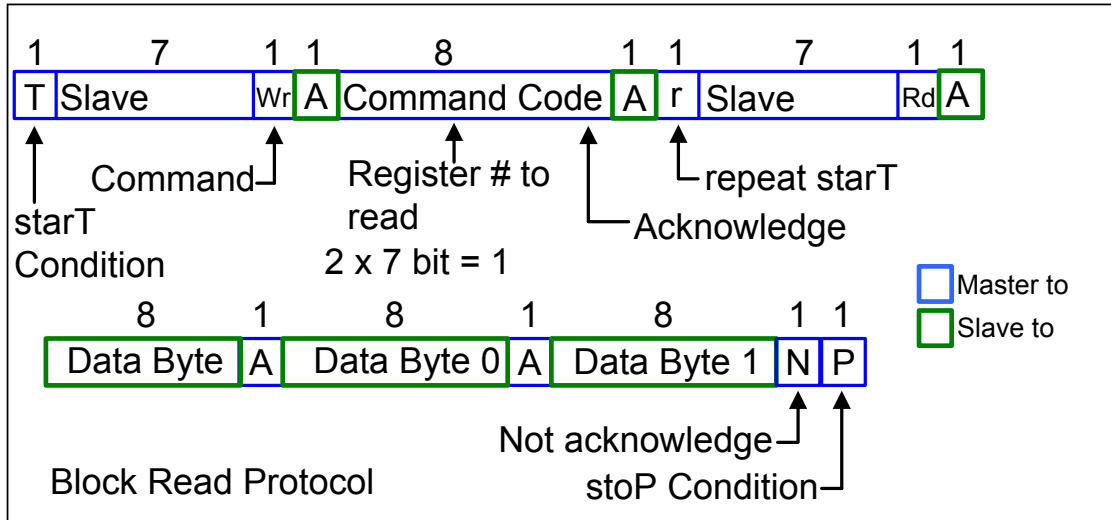 1 7 1 1 8 1 1 7 1 1
T Slave Wr A Command Code A r Slave Rd A
Command
Register # to
read
2 x 7 bit = 1
repeat starT
Acknowledge
starT
Condition
Master to
Slave to
8 1 8 1 8 1 1
Data Byte A Data Byte 0 A Data Byte 1 N P
Not acknowledge
stoP Condition
Block Read Protocol